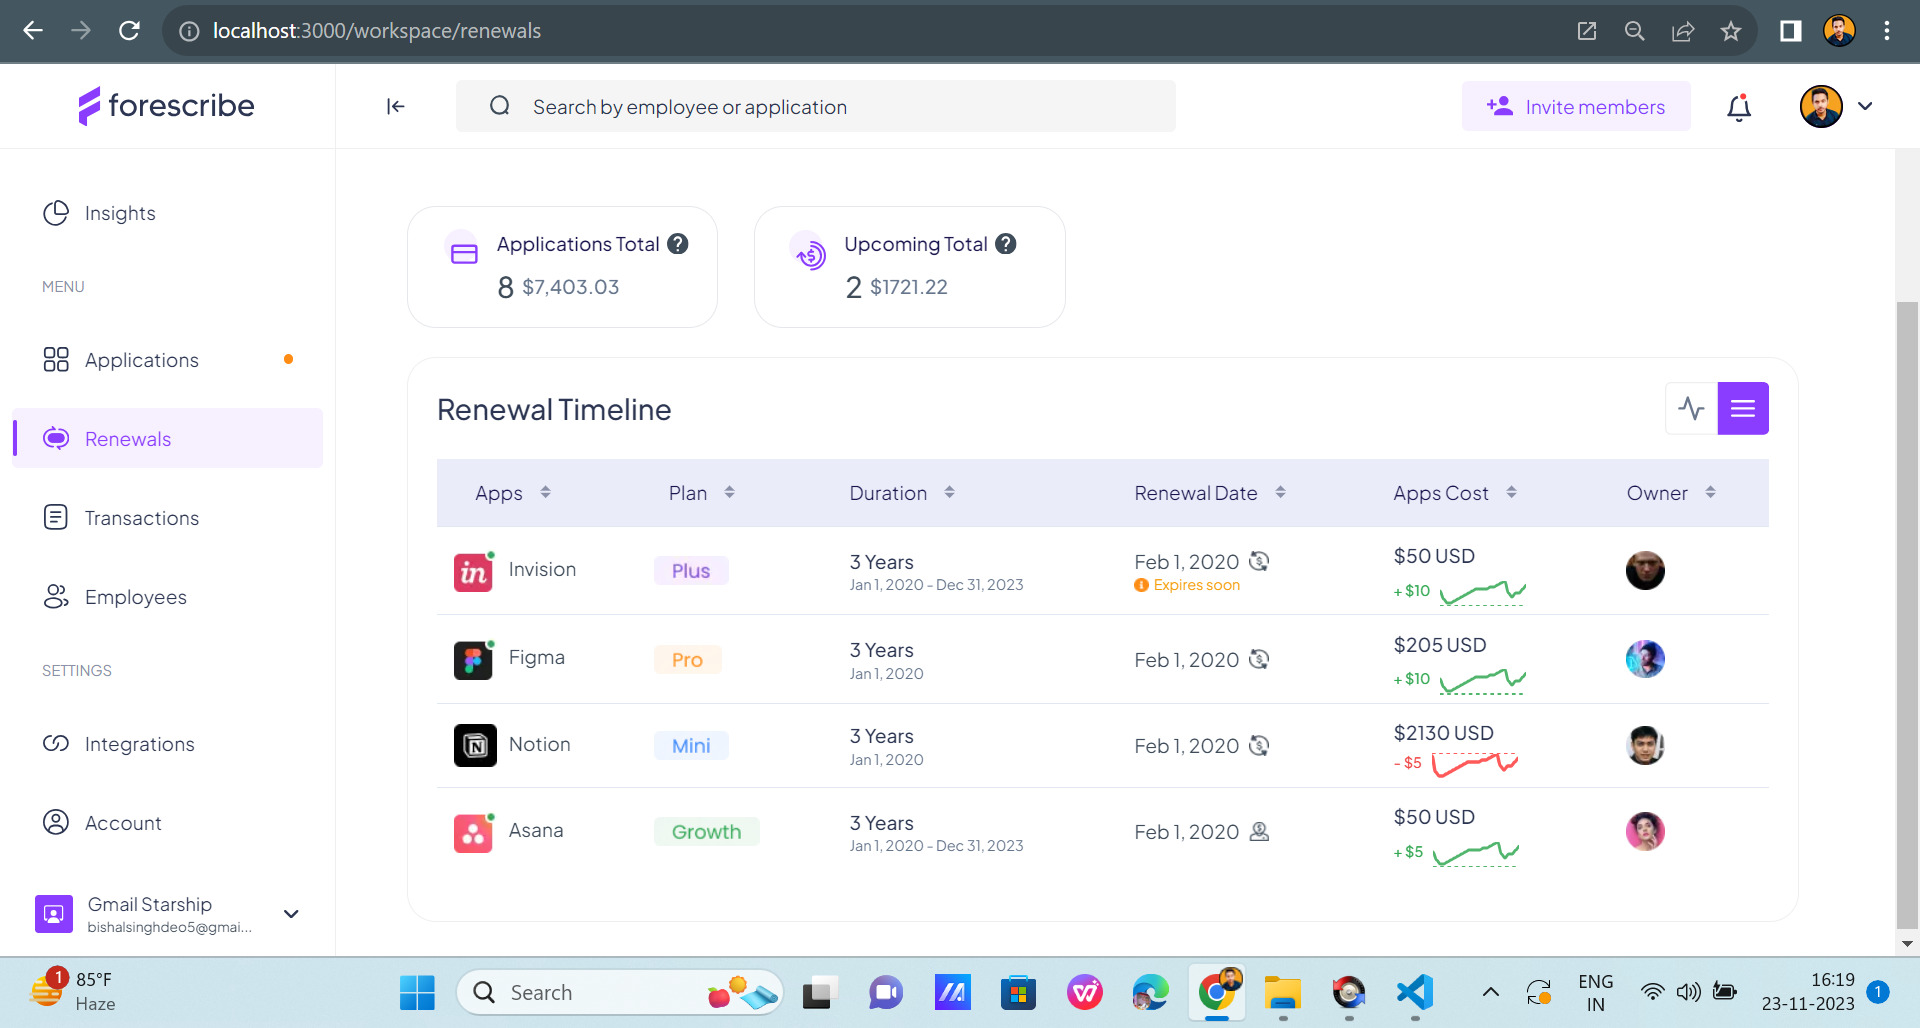 localhost:3000/workspace/renewals
forescribe
Search by employee or application
Invite members
Insights
MENU
Applications
Renewals
Transactions
Employees
SETTINGS
Integrations
Account
Gmail Starship
bishalsinghdeo5@gmai...
Applications Total ?
8 $7,403.03
Upcoming Total ?
2 $1721.22
Renewal Timeline
Apps Plan Duration Renewal Date Apps Cost Owner
in Invision Plus 3 Years Feb 1, 2020 $50 USD
Jan 1, 2020 - Dec 31, 2023 Expires soon + $10
Figma Pro 3 Years Feb 1, 2020 $205 USD
Jan 1, 2020 + $10
Notion Mini 3 Years Feb 1, 2020 $2130 USD
Jan 1, 2020 - $5
Asana Growth 3 Years Feb 1, 2020 $50 USD
Jan 1, 2020 - Dec 31, 2023 + $5
1 85°F
Haze
Search
ENG
IN
16:19
23-11-2023
1